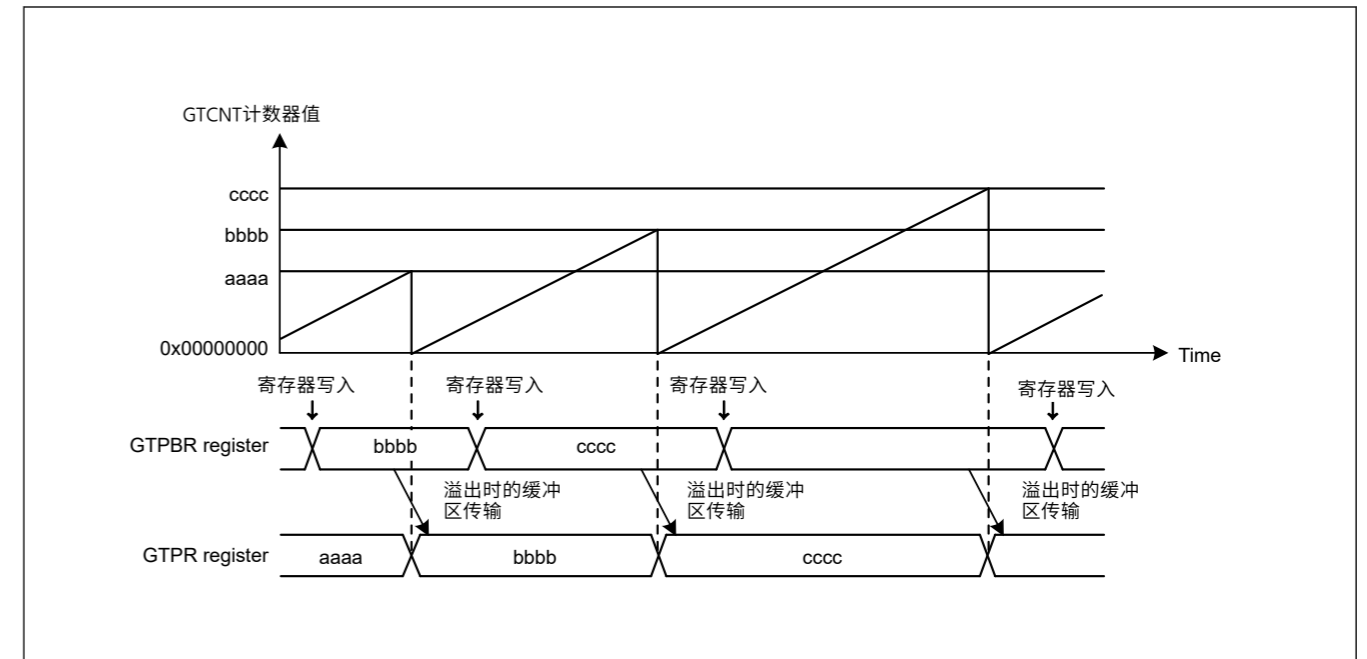 GTCNT计数器值
cccc
bbbb
aaaa
0x00000000
Time
寄存器写入
寄存器写入
寄存器写入
寄存器写入
GTPBR register
bbbb
cccc
溢出时的缓冲
区传输
溢出时的缓冲
区传输
溢出时的缓冲
区传输
GTPR register
aaaa
bbbb
cccc